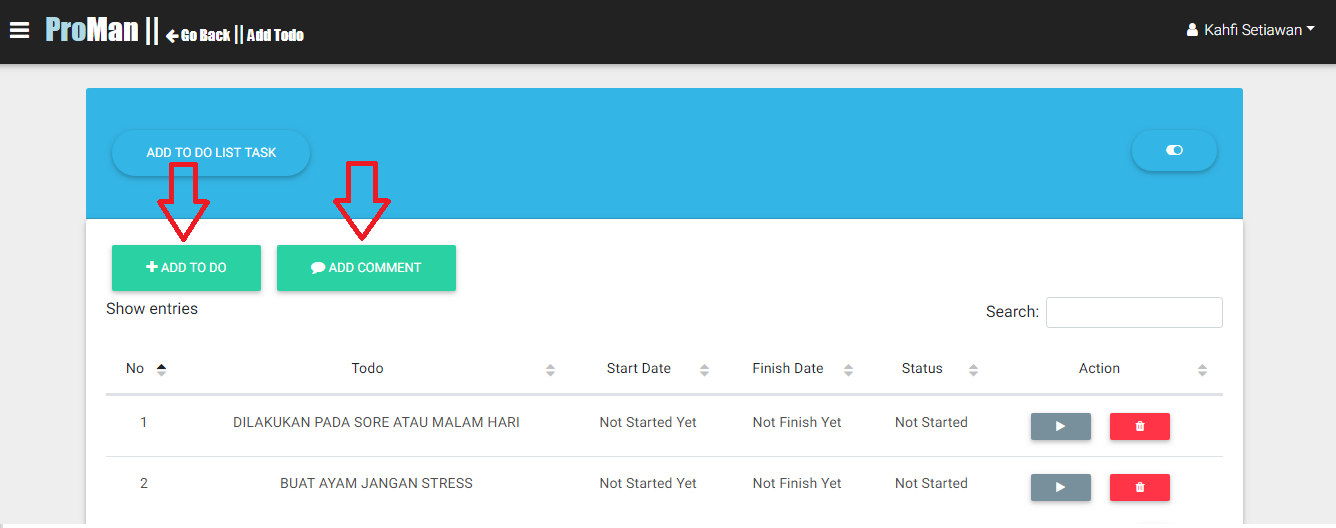 ProMan || Go Back || Add Todo
Kahfi Setiawan
ADD TO DO LIST TASK
ADD TO DO
ADD COMMENT
Show entries
Search:
No Todo Start Date Finish Date Status Action
1 DILAKUKAN PADA SORE ATAU MALAM HARI Not Started Yet Not Finish Yet Not Started
2 BUAT AYAM JANGAN STRESS Not Started Yet Not Finish Yet Not Started